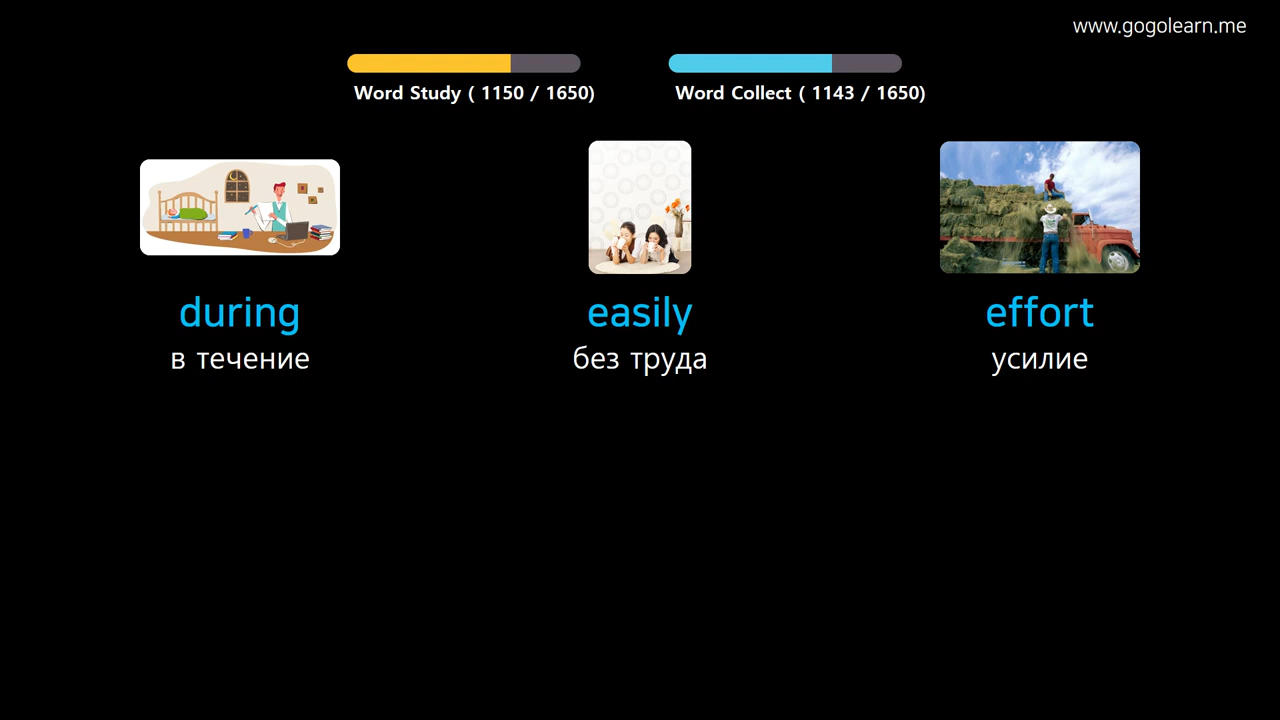 www.gogolearn.me
Word Study ( 1150 / 1650)
Word Collect ( 1143 / 1650)
during
easily
effort
в течение
без труда
усилие